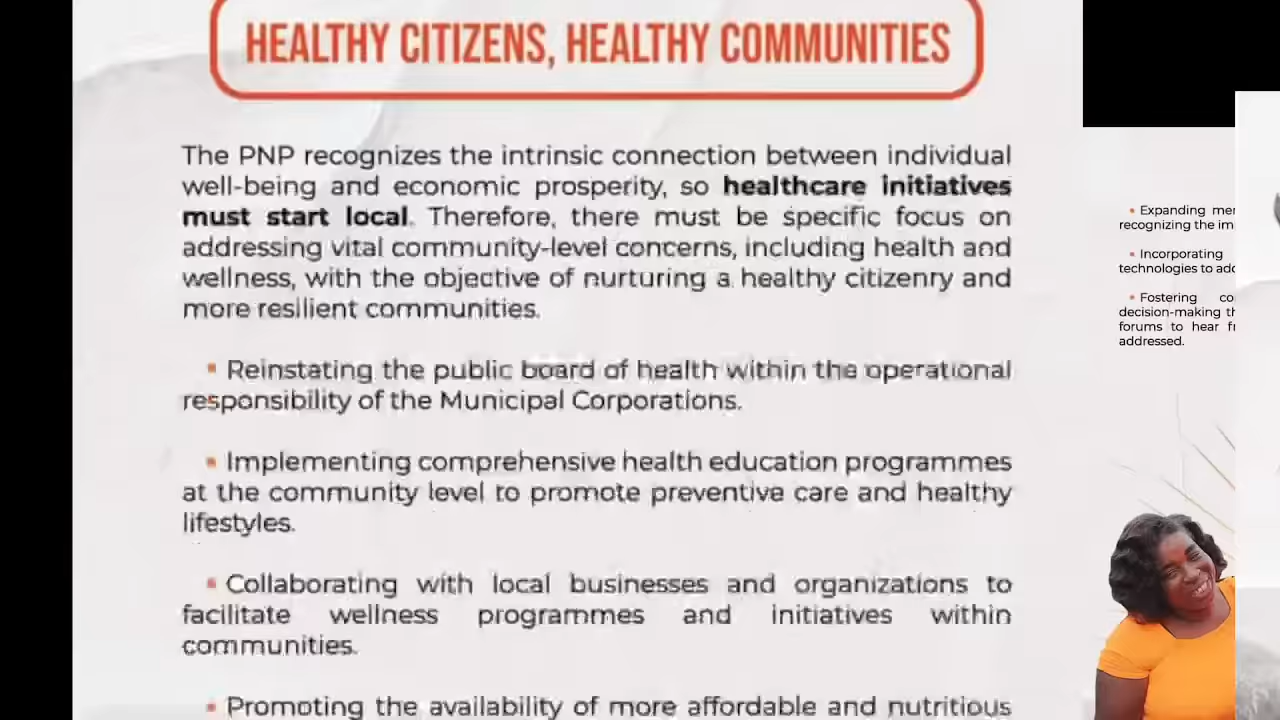 HEALTHY CITIZENS, HEALTHY COMMUNITIES
The PNP recognizes the intrinsic connection between individual
well-being and economic prosperity, so healthcare initiatives
must start local. Therefore, there must be specific focus on
addressing vital community-level concerns, including health and
wellness, with the objective of nurturing a healthy citizenry and
more resilient communities.
▪ Reinstating the public board of health within the operational
responsibility of the Municipal Corporations.
▪ Implementing comprehensive health education programmes
at the community level to promote preventive care and healthy
lifestyles.
▪ Collaborating with local businesses and organizations to
facilitate wellness programmes and initiatives within
communities.
▪ Promoting the availability of more affordable and nutritious
▪ Expanding
recognizing the
▪ Incorporating
technologies to
▪ Fostering
decision-making
forums to hear
addressed.